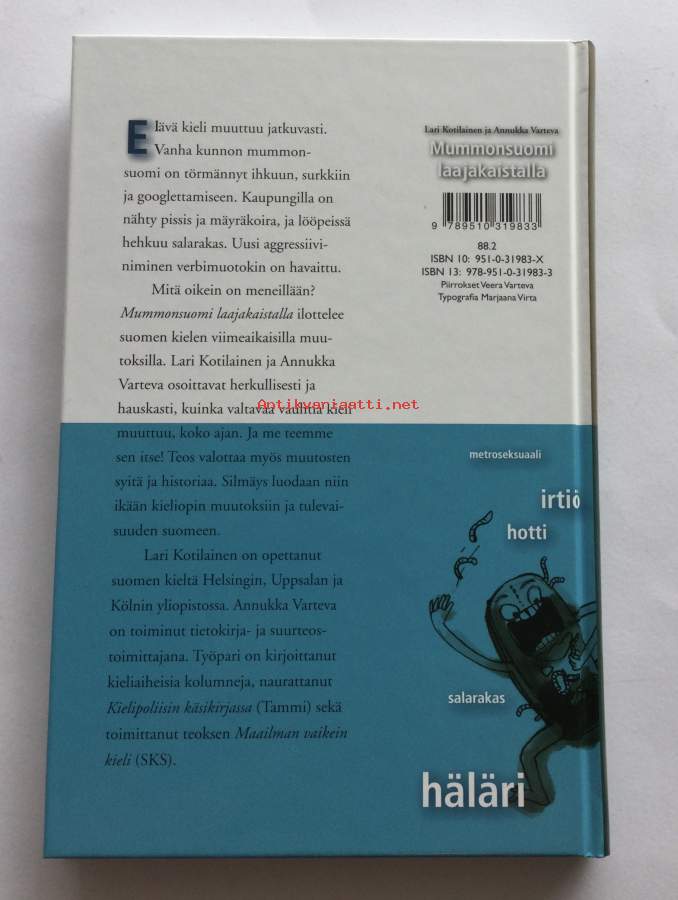 Elävä kieli muuttuu jatkuvasti.
Vanha kunnon mummon-
suomi on törmännyt ihkuun, surkkiin
ja googlettamiseen. Kaupungilla on
nähty pissis ja mäyräkoira, ja lööpeissä
hehkuu salarakas. Uusi aggressiivi-
niminen verbimuotokin on havaittu.
Mitä oikein on meneillään?
Mummonsuomi laajakaistalla ilottelee
suomen kielen viimeaikaisilla muu-
toksilla. Lari Kotilainen ja Annukka
Varteva osoittavat herkullisesti ja
hauskasti, kuinka valtavaa vauhtia kieli
muuttuu, koko ajan. Ja me teemme
sen itse! Teos valottaa myös muutosten
syitä ja historiaa. Silmäys luodaan niin
ikään kieliopin muutoksiin ja tulevai-
suuden suomeen.
Lari Kotilainen on opettanut
suomen kieltä Helsingin, Uppsalan ja
Kölnin yliopistossa. Annukka Varteva
on toiminut tietokirja- ja suurteos-
toimittajana. Työpari on kirjoittanut
kieliaiheisia kolumneja, naurattanut
Kielipoliisin käsikirjassa (Tammi) sekä
toimittanut teoksen Maailman vaikein
kieli (SKS).
Lari Kotilainen ja Annukka Varteva
Mummonsuomi
laajakaistalla
9 789510 319833
88.2
ISBN 10: 951-0-31983-X
ISBN 13: 978-951-0-31983-3
Piirrokset Veera Varteva
Typografia Marjaana Virta
Antikvariaatti.net
metroseksuaali
irtiö
hotti
salarakas
häläri